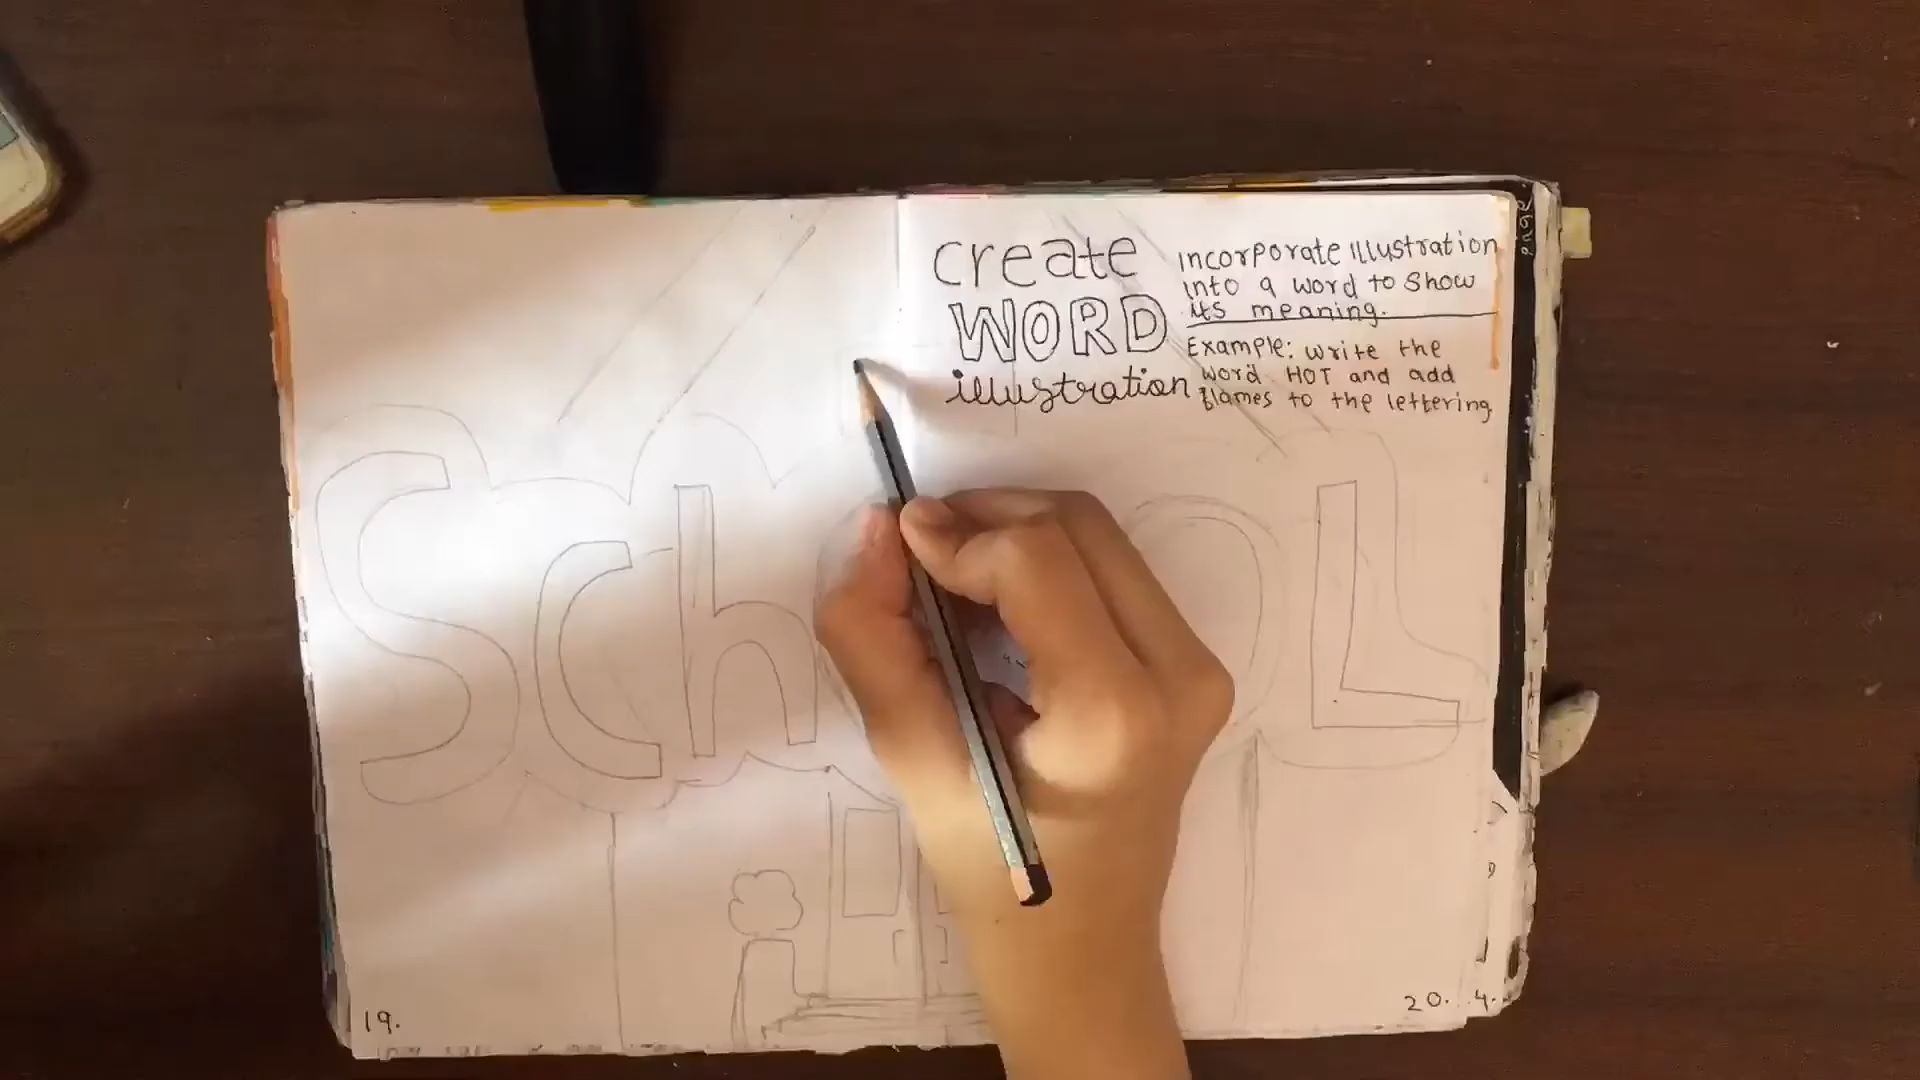 create
WORD
illustration
Incorporate illustration
into a word to show
its meaning.
Example: write the
word HOT and add
flames to the lettering
page
School
19.
20.